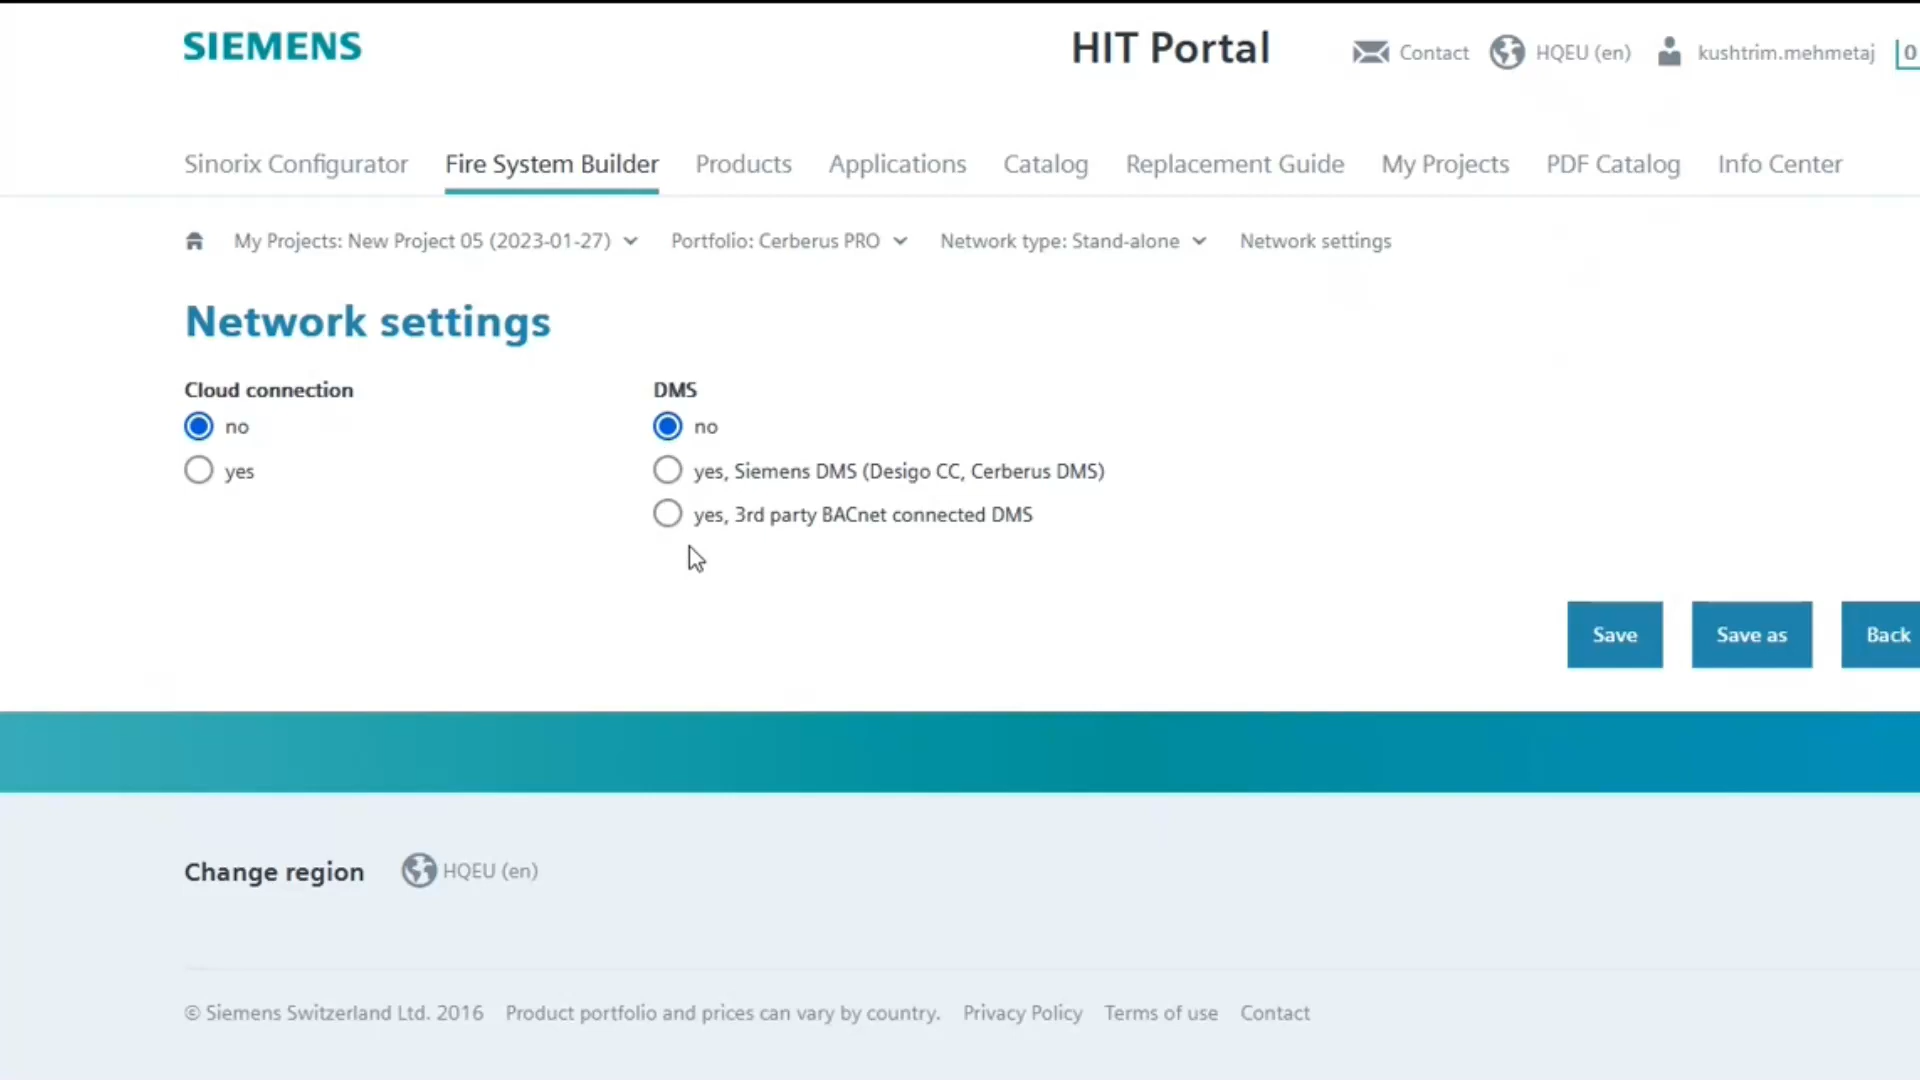 SIEMENS
HIT Portal
Contact
HQEU (en)
kushtrim.mehmetaj
0
Sinorix Configurator
Fire System Builder
Products
Applications
Catalog
Replacement Guide
My Projects
PDF Catalog
Info Center
My Projects: New Project 05 (2023-01-27)
Portfolio: Cerberus PRO
Network type: Stand-alone
Network settings
Network settings
Cloud connection
no
yes
DMS
no
yes, Siemens DMS (Desigo CC, Cerberus DMS)
yes, 3rd party BACnet connected DMS
Save
Save as
Back
Change region
HQEU (en)
© Siemens Switzerland Ltd. 2016
Product portfolio and prices can vary by country.
Privacy Policy
Terms of use
Contact